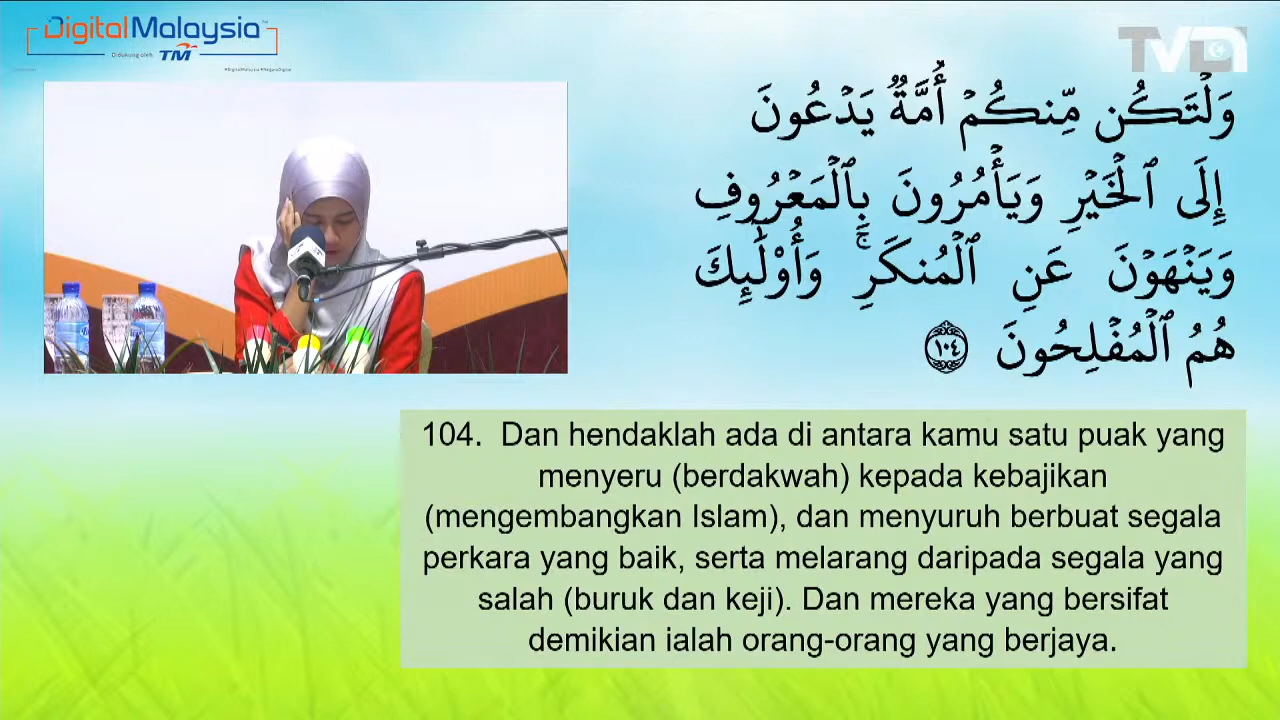 DigitalMalaysia
Didukung oleh TM
#DigitalMalaysia #NegaraDigital
TVDI
وَلْتَكُن مِّنكُمْ أُمَّةٌ يَدْعُونَ
إِلَى ٱلْخَيْرِ وَيَأْمُرُونَ بِٱلْمَعْرُوفِ
وَيَنْهَوْنَ عَنِ ٱلْمُنكَرِ ۚ وَأُو۟لَٰٓئِكَ
هُمُ ٱلْمُفْلِحُونَ ١٠٤
104. Dan hendaklah ada di antara kamu satu puak yang
menyeru (berdakwah) kepada kebajikan
(mengembangkan Islam), dan menyuruh berbuat segala
perkara yang baik, serta melarang daripada segala yang
salah (buruk dan keji). Dan mereka yang bersifat
demikian ialah orang-orang yang berjaya.